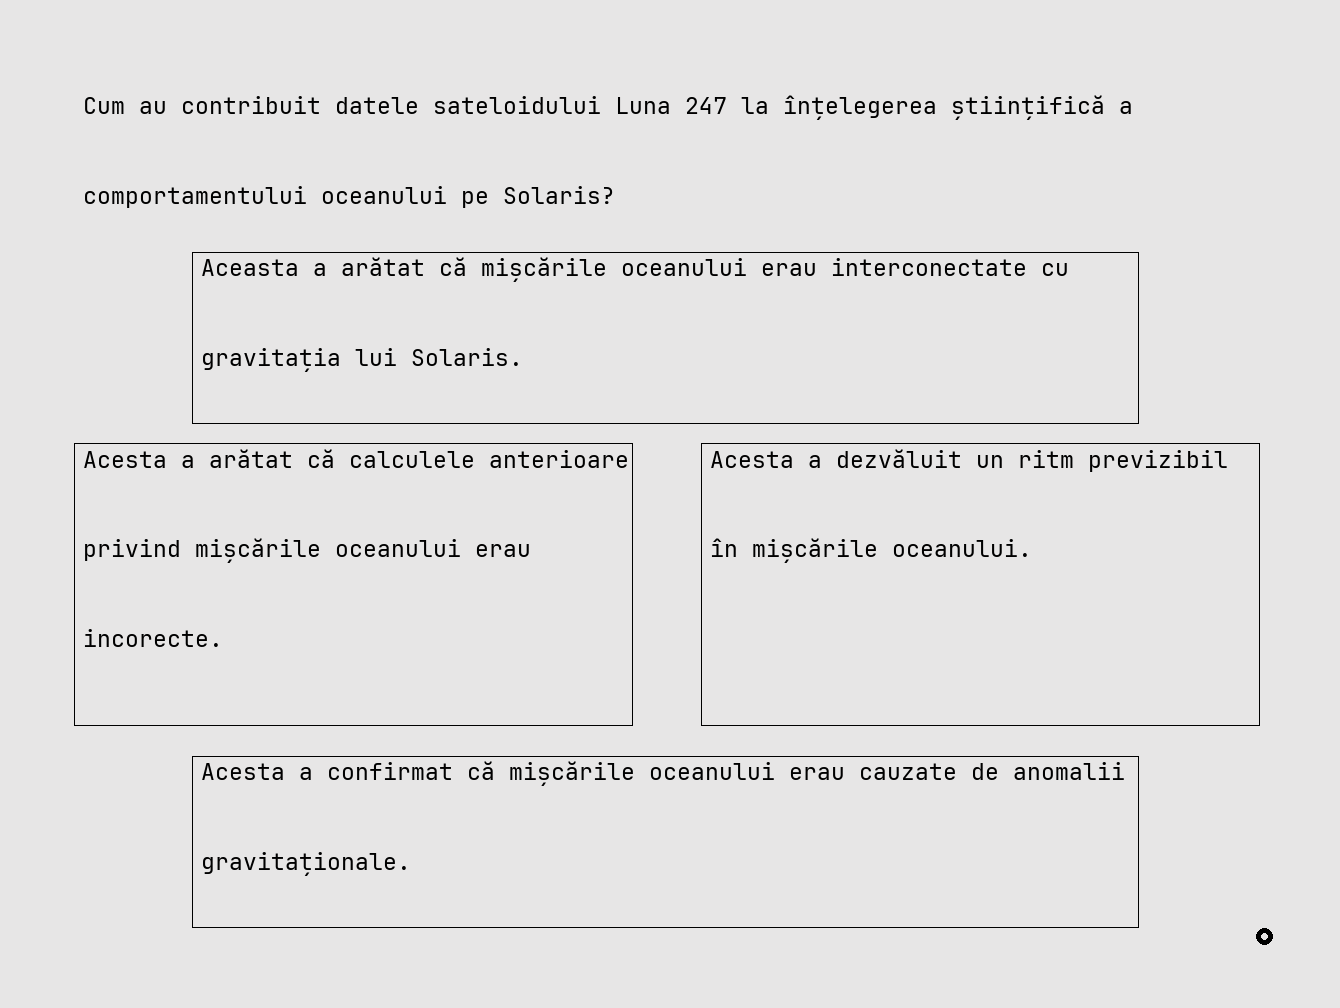 Cum au contribuit datele sateloidului Luna 247 la înțelegerea științifică a
comportamentului oceanului pe Solaris?
Aceasta a arătat că mișcările oceanului erau interconectate cu
gravitația lui Solaris.
Acesta a arătat că calculele anterioare
privind mișcările oceanului erau
incorecte.
Acesta a dezvăluit un ritm previzibil
în mișcările oceanului.
Acesta a confirmat că mișcările oceanului erau cauzate de anomalii
gravitaționale.